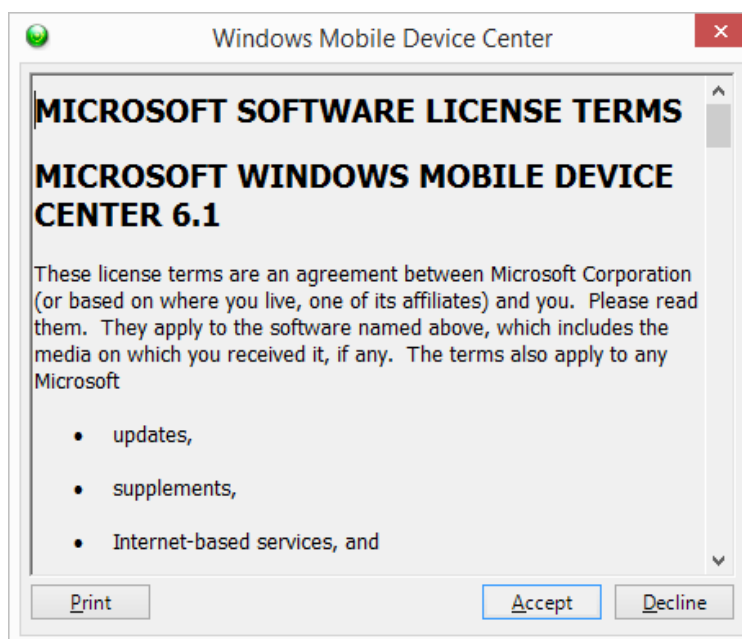 Windows Mobile Device Center
MICROSOFT SOFTWARE LICENSE TERMS
MICROSOFT WINDOWS MOBILE DEVICE
CENTER 6.1
These license terms are an agreement between Microsoft Corporation
(or based on where you live, one of its affiliates) and you.  Please read
them.  They apply to the software named above, which includes the
media on which you received it, if any.  The terms also apply to any
Microsoft
• updates,
• supplements,
• Internet-based services, and
Print Accept Decline